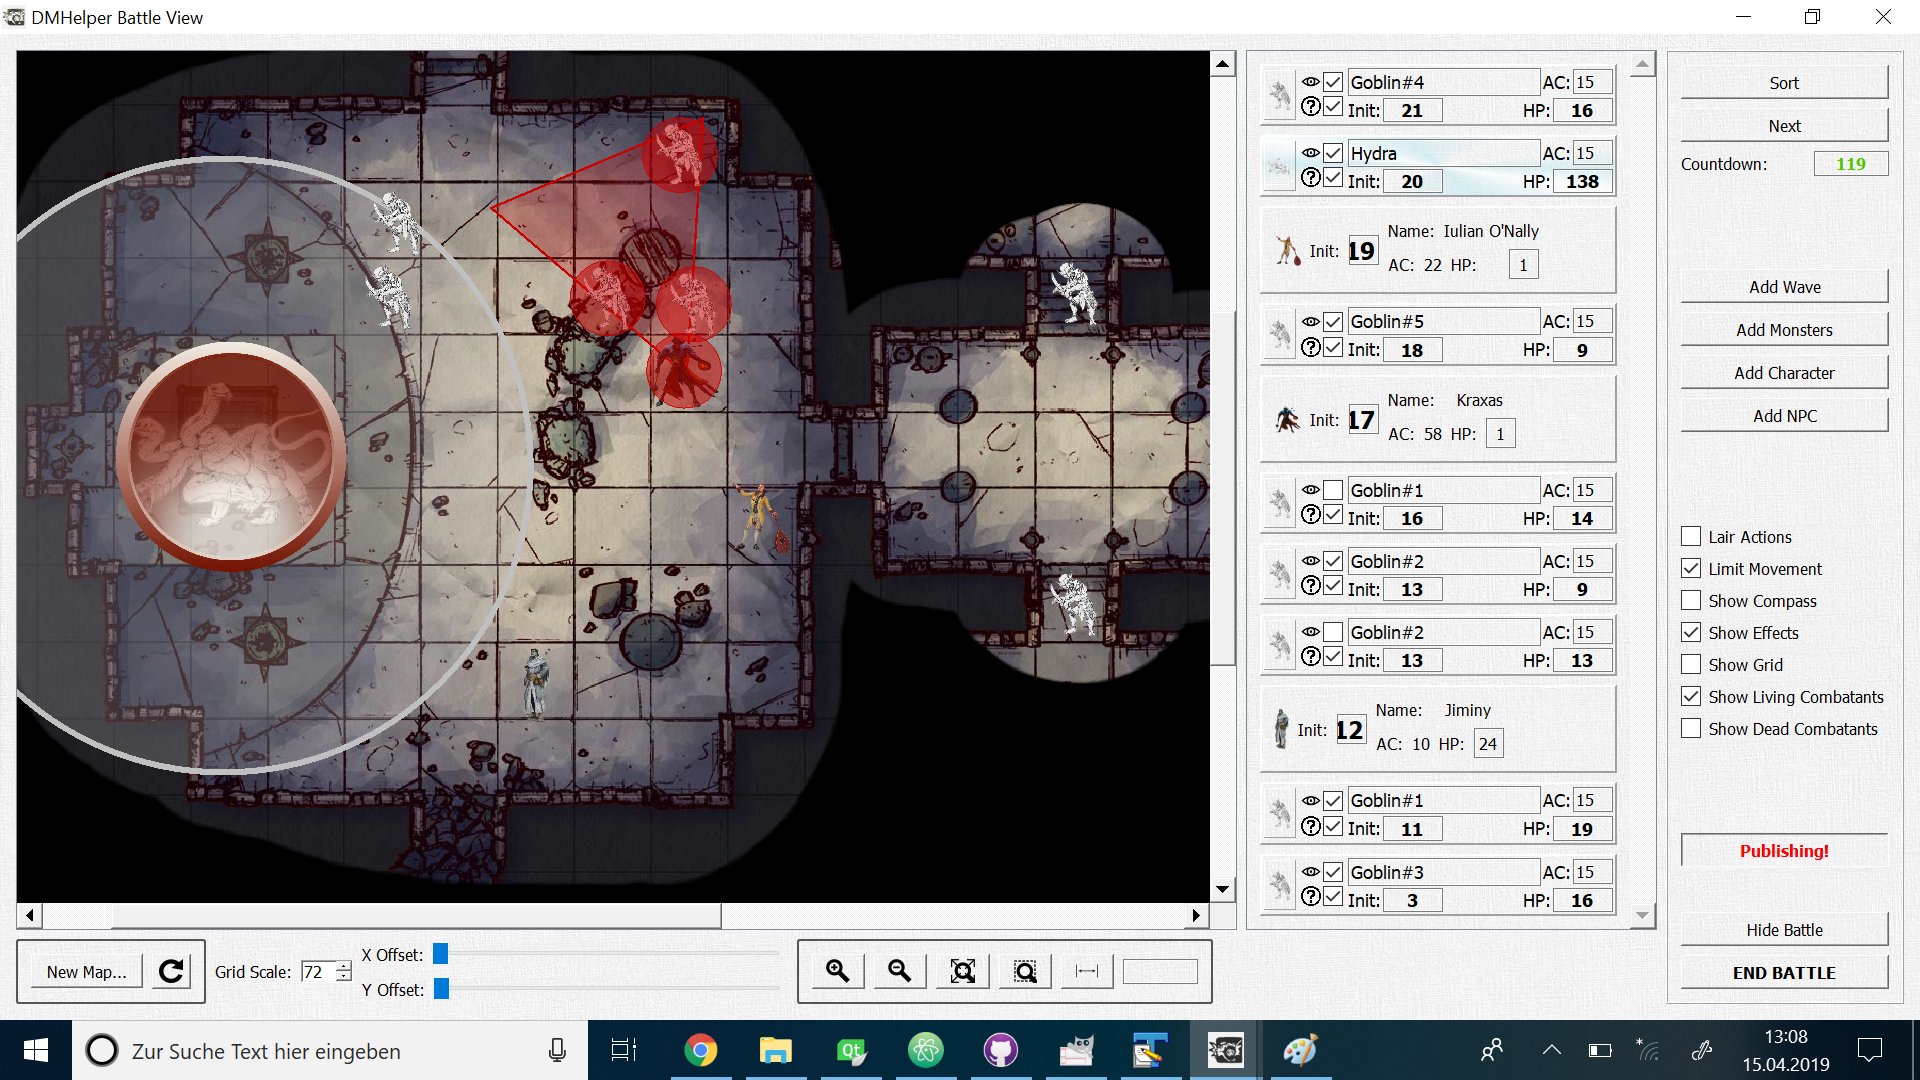 DMHelper Battle View
Goblin#4 AC: 15
Init: 21 HP: 16
Hydra AC: 15
Init: 20 HP: 138
Name: Iulian O'Nally
Init: 19
AC: 22 HP: 1
Goblin#5 AC: 15
Init: 18 HP: 9
Name: Kraxas
Init: 17
AC: 58 HP: 1
Goblin#1 AC: 15
Init: 16 HP: 14
Goblin#2 AC: 15
Init: 13 HP: 9
Goblin#2 AC: 15
Init: 13 HP: 13
Name: Jiminy
Init: 12
AC: 10 HP: 24
Goblin#1 AC: 15
Init: 11 HP: 19
Goblin#3 AC: 15
Init: 3 HP: 16
Sort
Next
Countdown: 119
Add Wave
Add Monsters
Add Character
Add NPC
Lair Actions
Limit Movement
Show Compass
Show Effects
Show Grid
Show Living Combatants
Show Dead Combatants
Publishing!
Hide Battle
END BATTLE
New Map...
Grid Scale: 72
X Offset:
Y Offset:
Zur Suche Text hier eingeben
Qt
13:08
15.04.2019